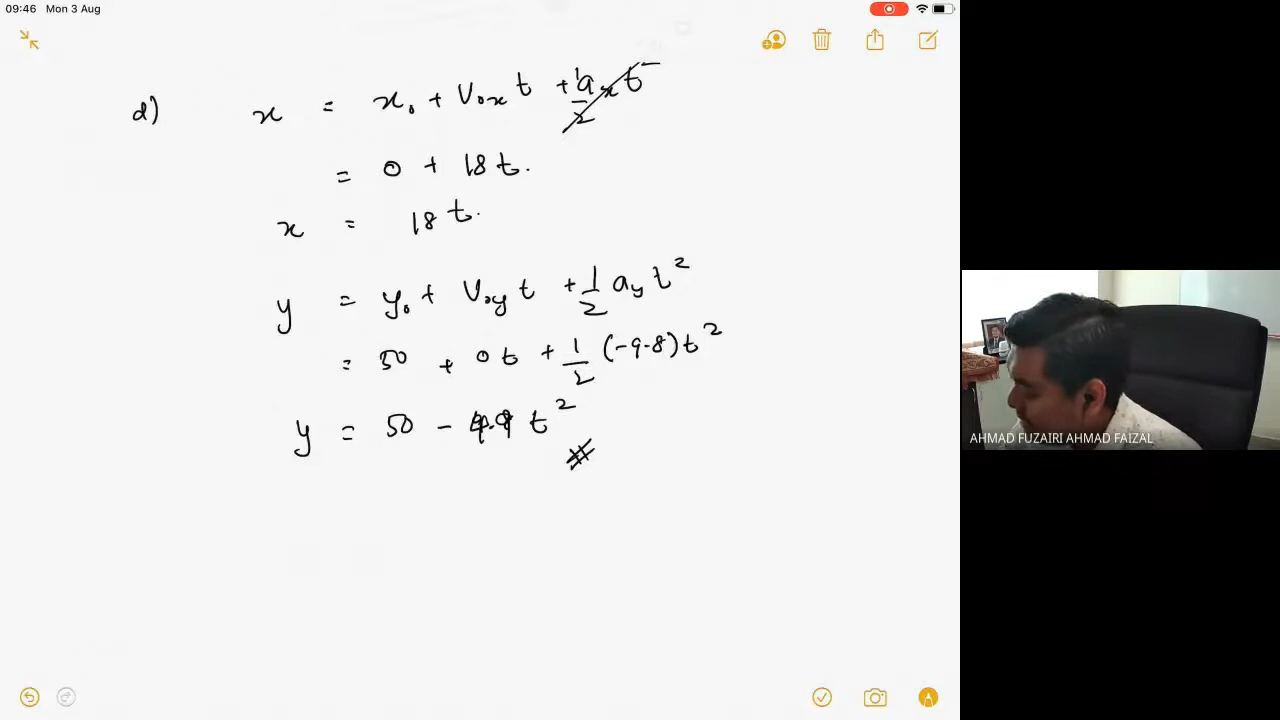 09:46 Mon 3 Aug
d) x = x₀ + V₀ₓ t + 1/2 aₓ t²
= 0 + 18 t.
x = 18 t.
y = y₀ + V₀y t + 1/2 ay t²
= 50 + 0 t + 1/2 (-9.8) t²
y = 50 - 4.9 t² #
AHMAD FUZAIRI AHMAD FAIZAL